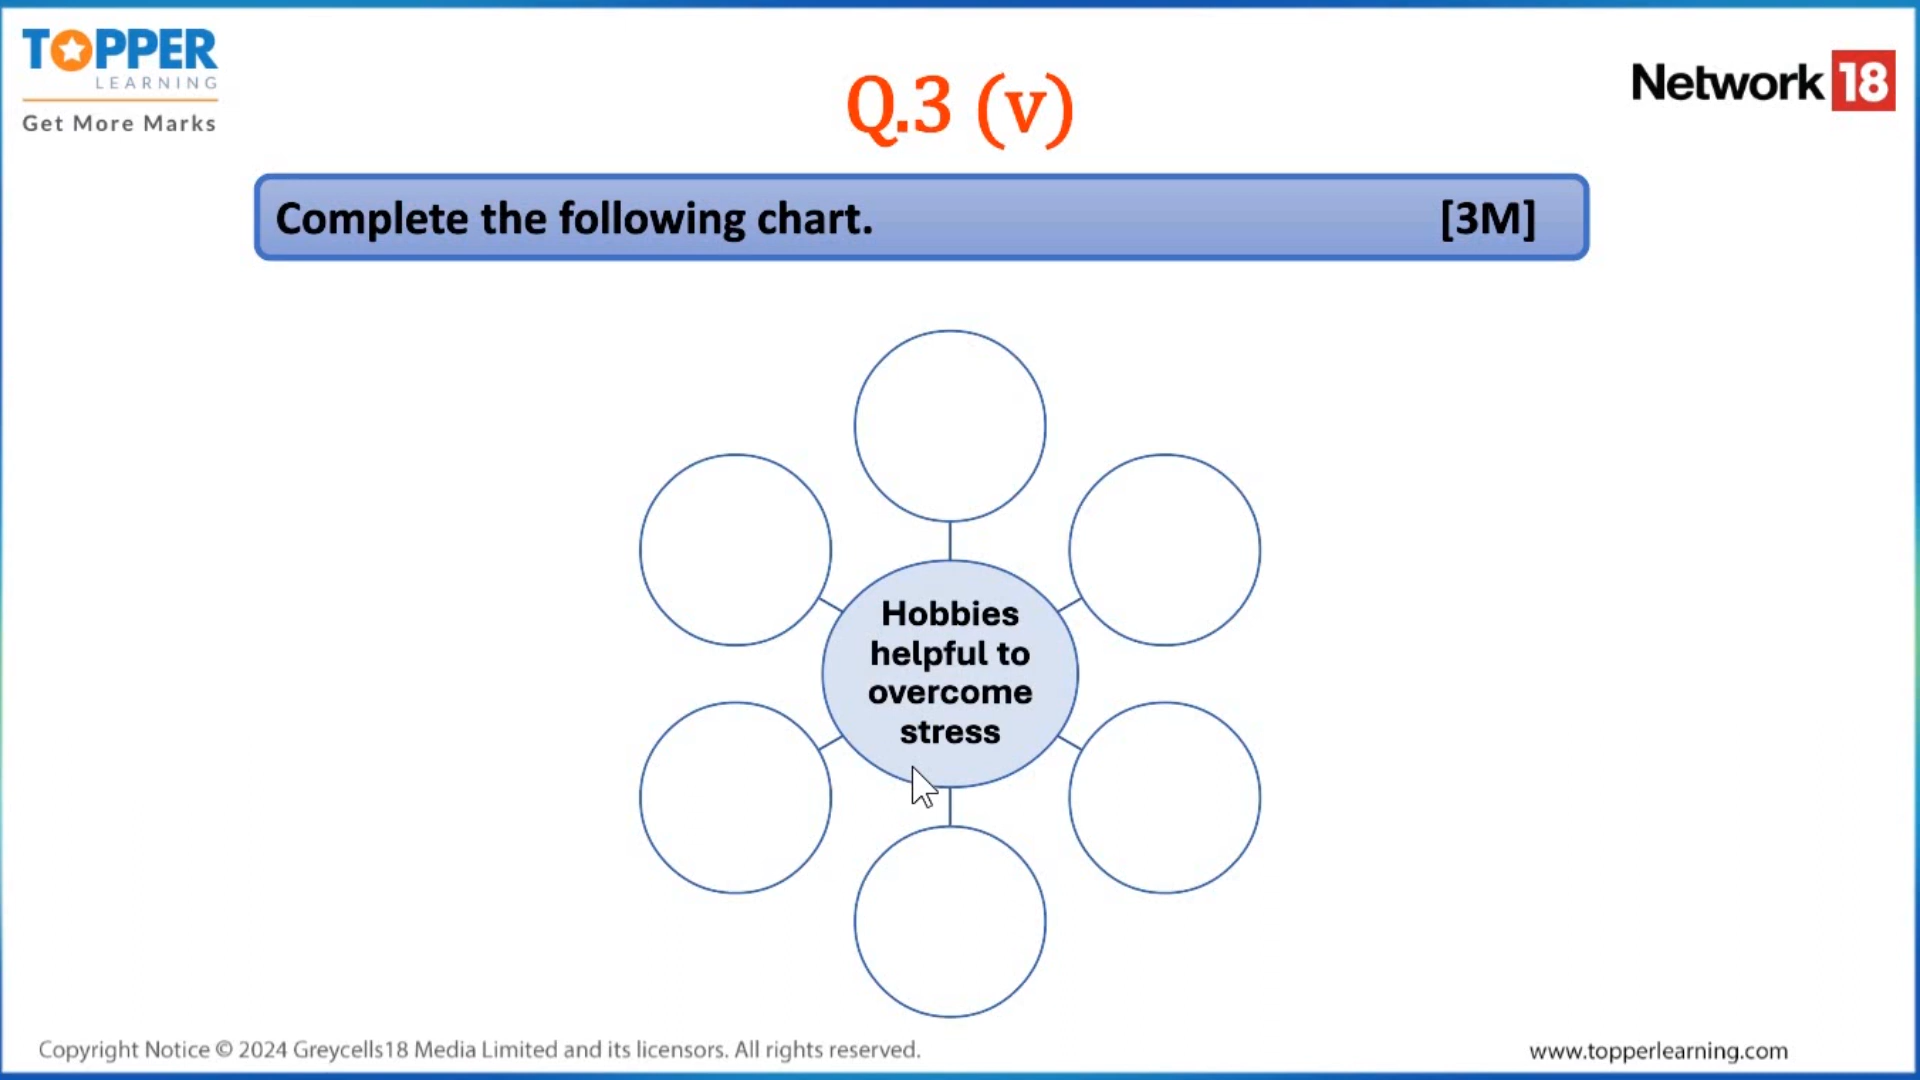 TOPPER
LEARNING
Get More Marks
Network 18
Q.3 (v)
Complete the following chart. [3M]
Hobbies
helpful to
overcome
stress
Copyright Notice © 2024 Greycells18 Media Limited and its licensors. All rights reserved.
www.topperlearning.com